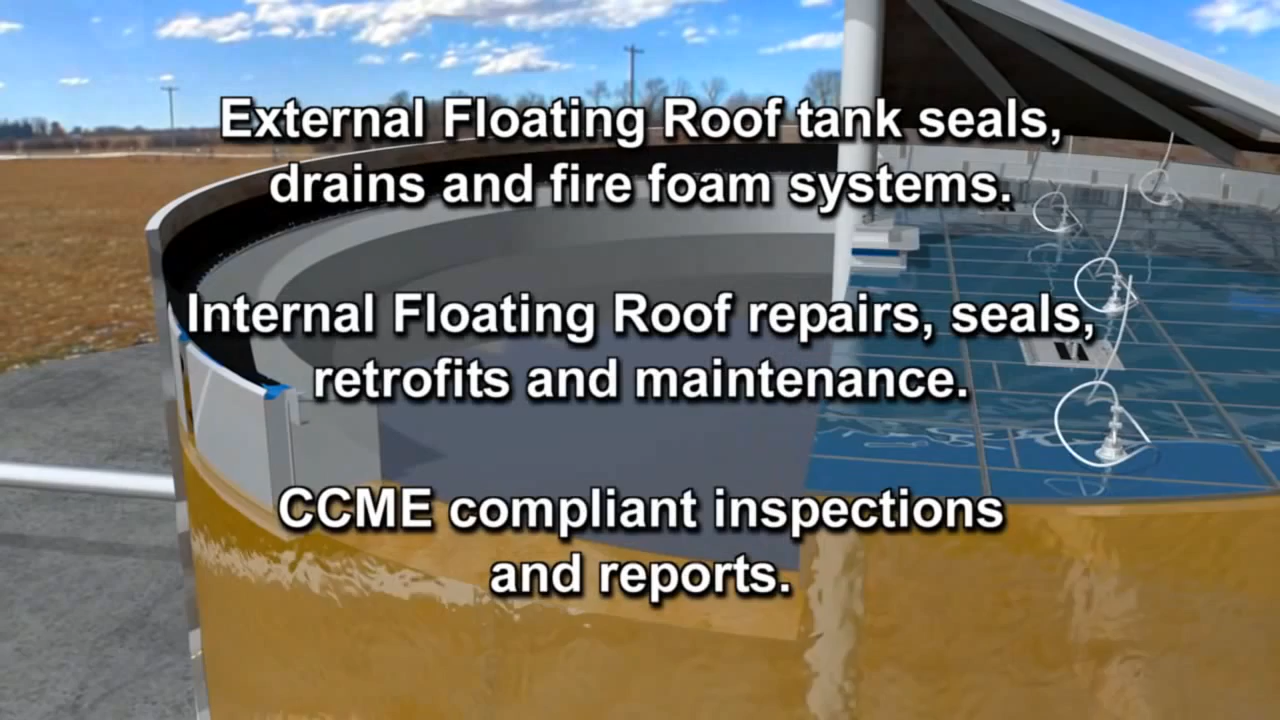 External Floating Roof tank seals,
drains and fire foam systems.
Internal Floating Roof repairs, seals,
retrofits and maintenance.
CCME compliant inspections
and reports.